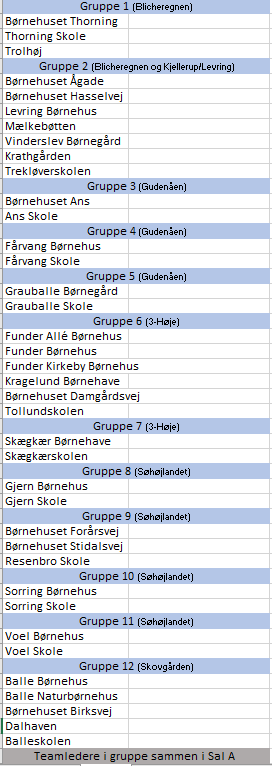 Gruppe 1 (Blicheregnen)
Børnehuset Thorning
Thorning Skole
Trolhøj
Gruppe 2 (Blicheregnen og Kjellerup/Levring)
Børnehuset Ågade
Børnehuset Hasselvej
Levring Børnehus
Mælkebøtten
Vinderslev Børnegård
Krathgården
Trekløverskolen
Gruppe 3 (Gudenåen)
Børnehuset Ans
Ans Skole
Gruppe 4 (Gudenåen)
Fårvang Børnehus
Fårvang Skole
Gruppe 5 (Gudenåen)
Grauballe Børnegård
Grauballe Skole
Gruppe 6 (3-Høje)
Funder Allé Børnehus
Funder Børnehus
Funder Kirkeby Børnehus
Kragelund Børnehave
Børnehuset Damgårdsvej
Tollundskolen
Gruppe 7 (3-Høje)
Skægkær Børnehave
Skægkærskolen
Gruppe 8 (Søhøjlandet)
Gjern Børnehus
Gjern Skole
Gruppe 9 (Søhøjlandet)
Børnehuset Forårsvej
Børnehuset Stidalsvej
Resenbro Skole
Gruppe 10 (Søhøjlandet)
Sorring Børnehus
Sorring Skole
Gruppe 11 (Søhøjlandet)
Voel Børnehus
Voel Skole
Gruppe 12 (Skovgården)
Balle Børnehus
Balle Naturbørnehus
Børnehuset Birksvej
Dalhaven
Balleskolen
Teamledere i gruppe sammen i Sal A